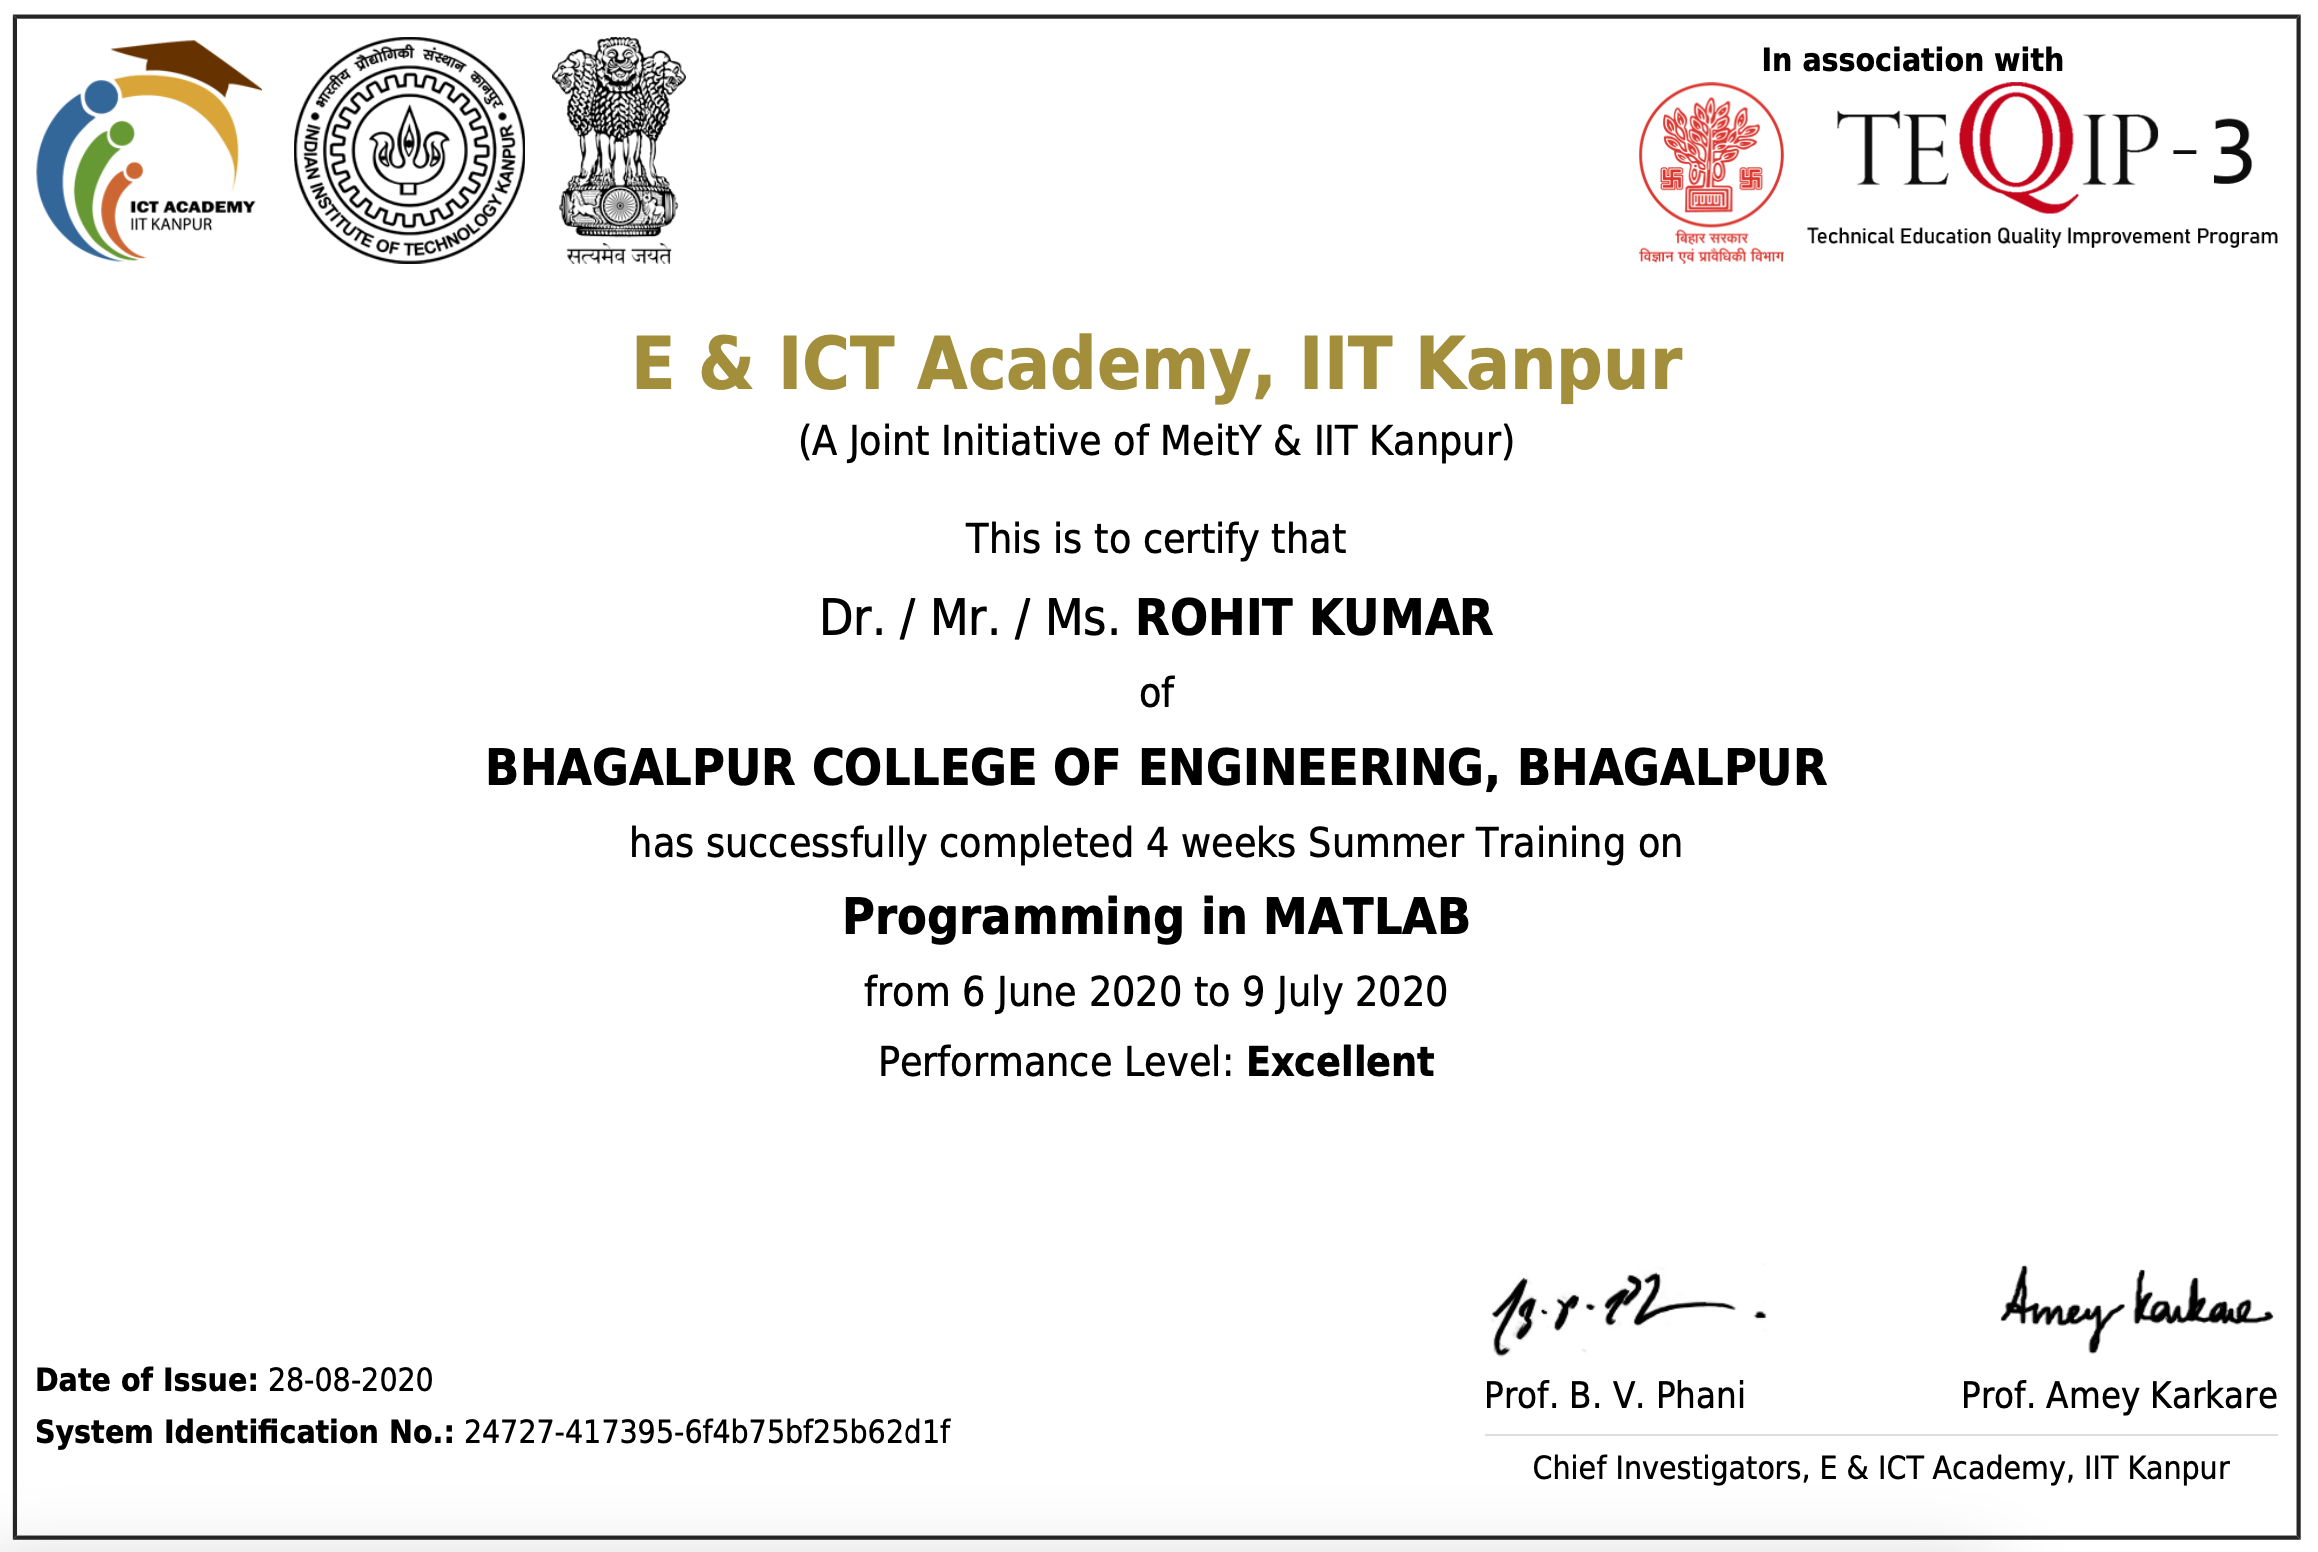 ICT ACADEMY
IIT KANPUR
भारतीय प्रौद्योगिकी संस्थान कानपुर
INDIAN INSTITUTE OF TECHNOLOGY KANPUR
सत्यमेव जयते
In association with
बिहार सरकार
विज्ञान एवं प्रावैधिकी विभाग
TEQIP - 3
Technical Education Quality Improvement Program
E & ICT Academy, IIT Kanpur
(A Joint Initiative of MeitY & IIT Kanpur)
This is to certify that
Dr. / Mr. / Ms. ROHIT KUMAR
of
BHAGALPUR COLLEGE OF ENGINEERING, BHAGALPUR
has successfully completed 4 weeks Summer Training on
Programming in MATLAB
from 6 June 2020 to 9 July 2020
Performance Level: Excellent
Amey Karkare
Prof. B. V. Phani
Prof. Amey Karkare
Chief Investigators, E & ICT Academy, IIT Kanpur
Date of Issue: 28-08-2020
System Identification No.: 24727-417395-6f4b75bf25b62d1f